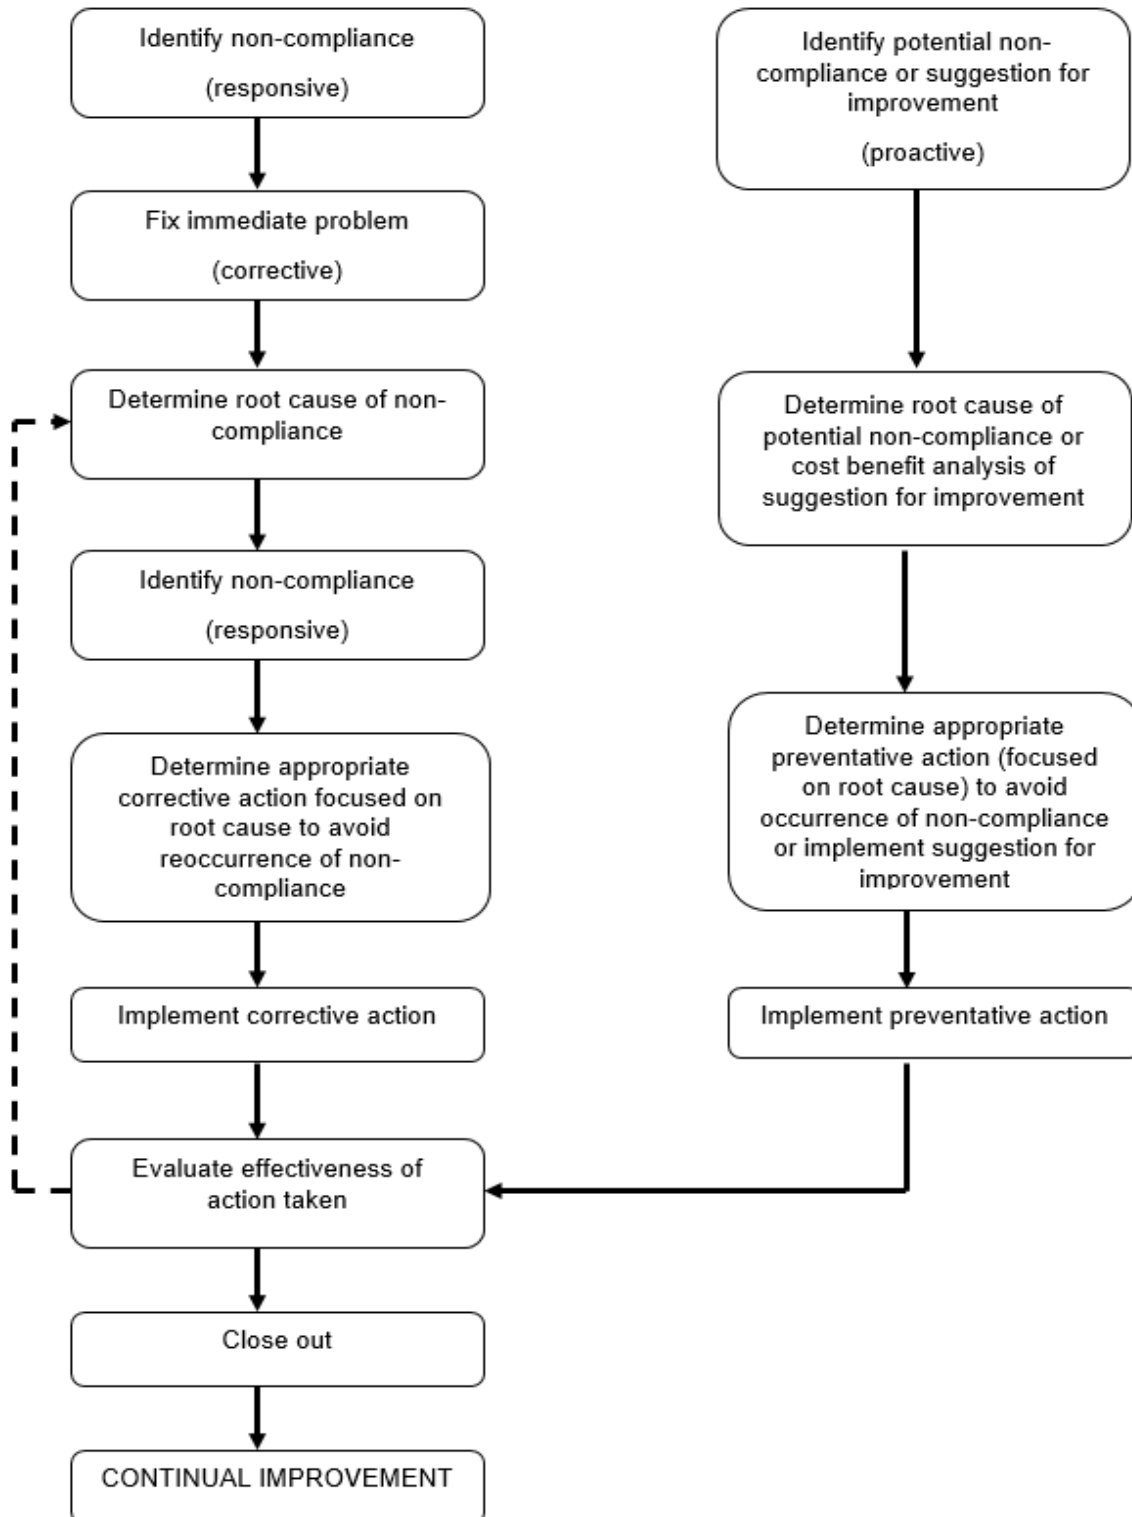 Identify non-compliance
(responsive)
Fix immediate problem
(corrective)
Determine root cause of non-
compliance
Identify non-compliance
(responsive)
Determine appropriate
corrective action focused on
root cause to avoid
reoccurrence of non-
compliance
Implement corrective action
Evaluate effectiveness of
action taken
Close out
CONTINUAL IMPROVEMENT
Identify potential non-
compliance or suggestion for
improvement
(proactive)
Determine root cause of
potential non-compliance or
cost benefit analysis of
suggestion for improvement
Determine appropriate
preventative action (focused
on root cause) to avoid
occurrence of non-compliance
or implement suggestion for
improvement
Implement preventative action